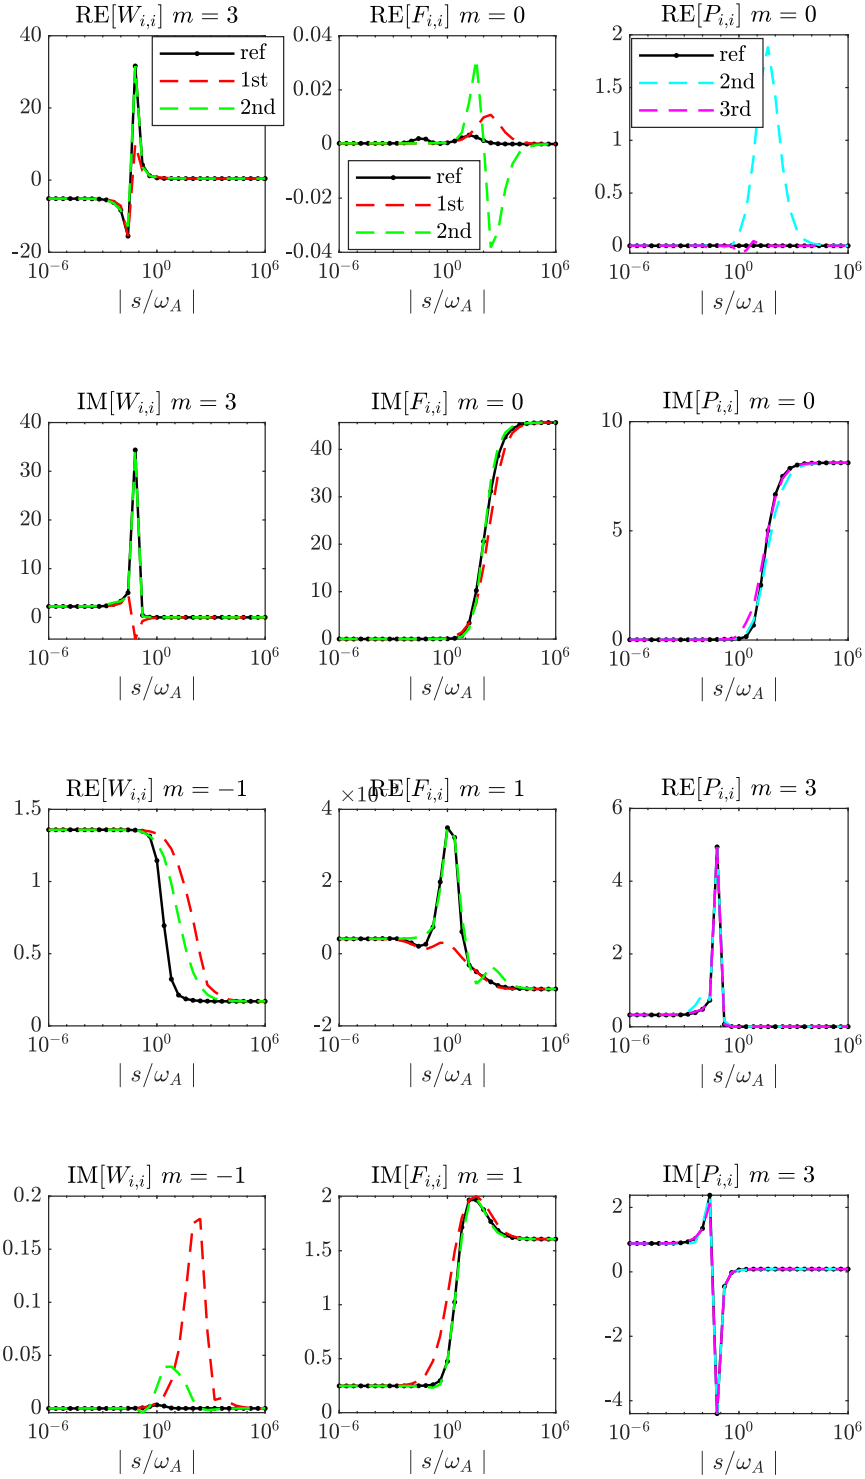 RE[W_{i,i}] m = 3
40
20
0
-20
10^{-6} 10^{0} 10^{6}
| s/ω_A |
ref
1st
2nd
RE[F_{i,i}] m = 0
0.04
0.02
0
-0.02
-0.04
10^{-6} 10^{0} 10^{6}
| s/ω_A |
ref
1st
2nd
RE[P_{i,i}] m = 0
2
1.5
1
0.5
0
10^{-6} 10^{0} 10^{6}
| s/ω_A |
ref
2nd
3rd
IM[W_{i,i}] m = 3
40
30
20
10
0
10^{-6} 10^{0} 10^{6}
| s/ω_A |
IM[F_{i,i}] m = 0
40
30
20
10
0
10^{-6} 10^{0} 10^{6}
| s/ω_A |
IM[P_{i,i}] m = 0
10
5
0
10^{-6} 10^{0} 10^{6}
| s/ω_A |
RE[W_{i,i}] m = −1
1.5
1
0.5
0
10^{-6} 10^{0} 10^{6}
| s/ω_A |
RE[F_{i,i}] m = 1
4
2
0
-2
10^{-6} 10^{0} 10^{6}
| s/ω_A |
RE[P_{i,i}] m = 3
6
4
2
0
10^{-6} 10^{0} 10^{6}
| s/ω_A |
IM[W_{i,i}] m = −1
0.2
0.15
0.1
0.05
0
10^{-6} 10^{0} 10^{6}
| s/ω_A |
IM[F_{i,i}] m = 1
2
1.5
1
0.5
0
10^{-6} 10^{0} 10^{6}
| s/ω_A |
IM[P_{i,i}] m = 3
2
0
-2
-4
10^{-6} 10^{0} 10^{6}
| s/ω_A |